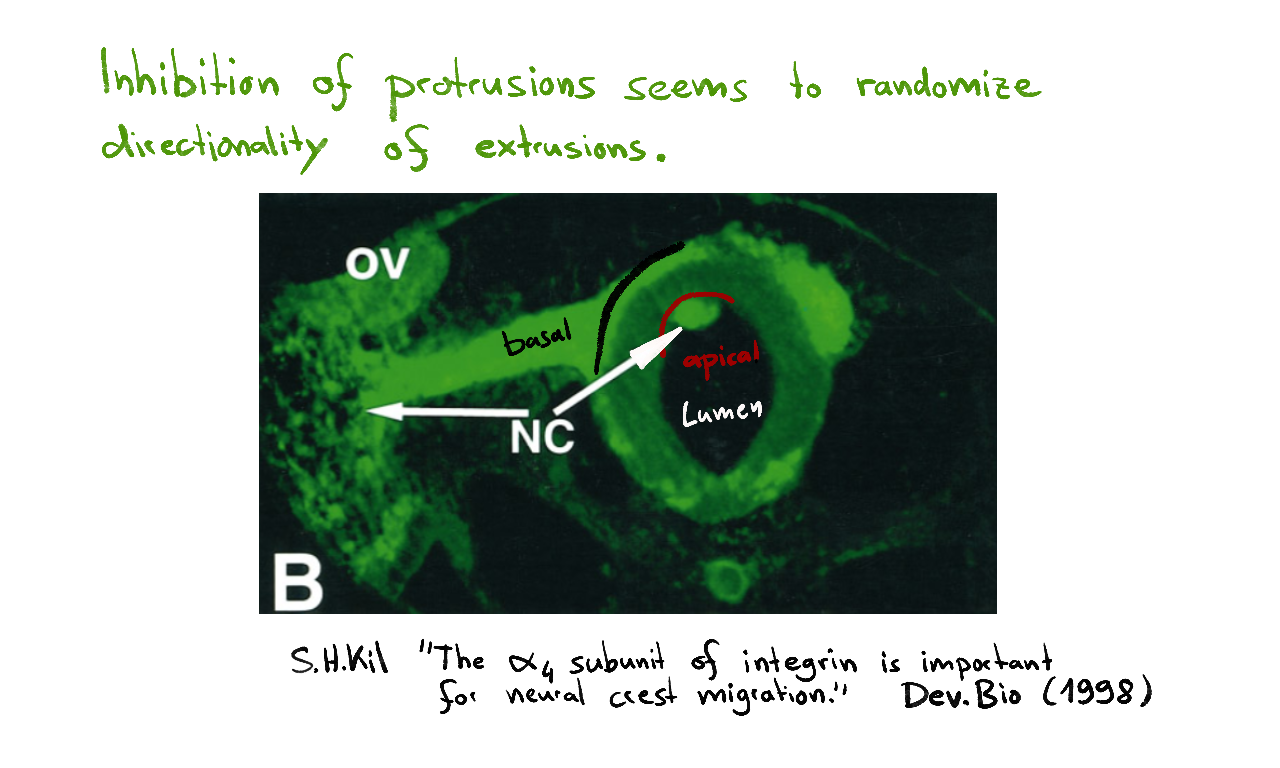 Inhibition of protrusions seems to randomize
directionality of extrusions.
OV
basal
apical
Lumen
NC
B
S.H.Kil "The α4 subunit of integrin is important
for neural crest migration." Dev.Bio (1998)